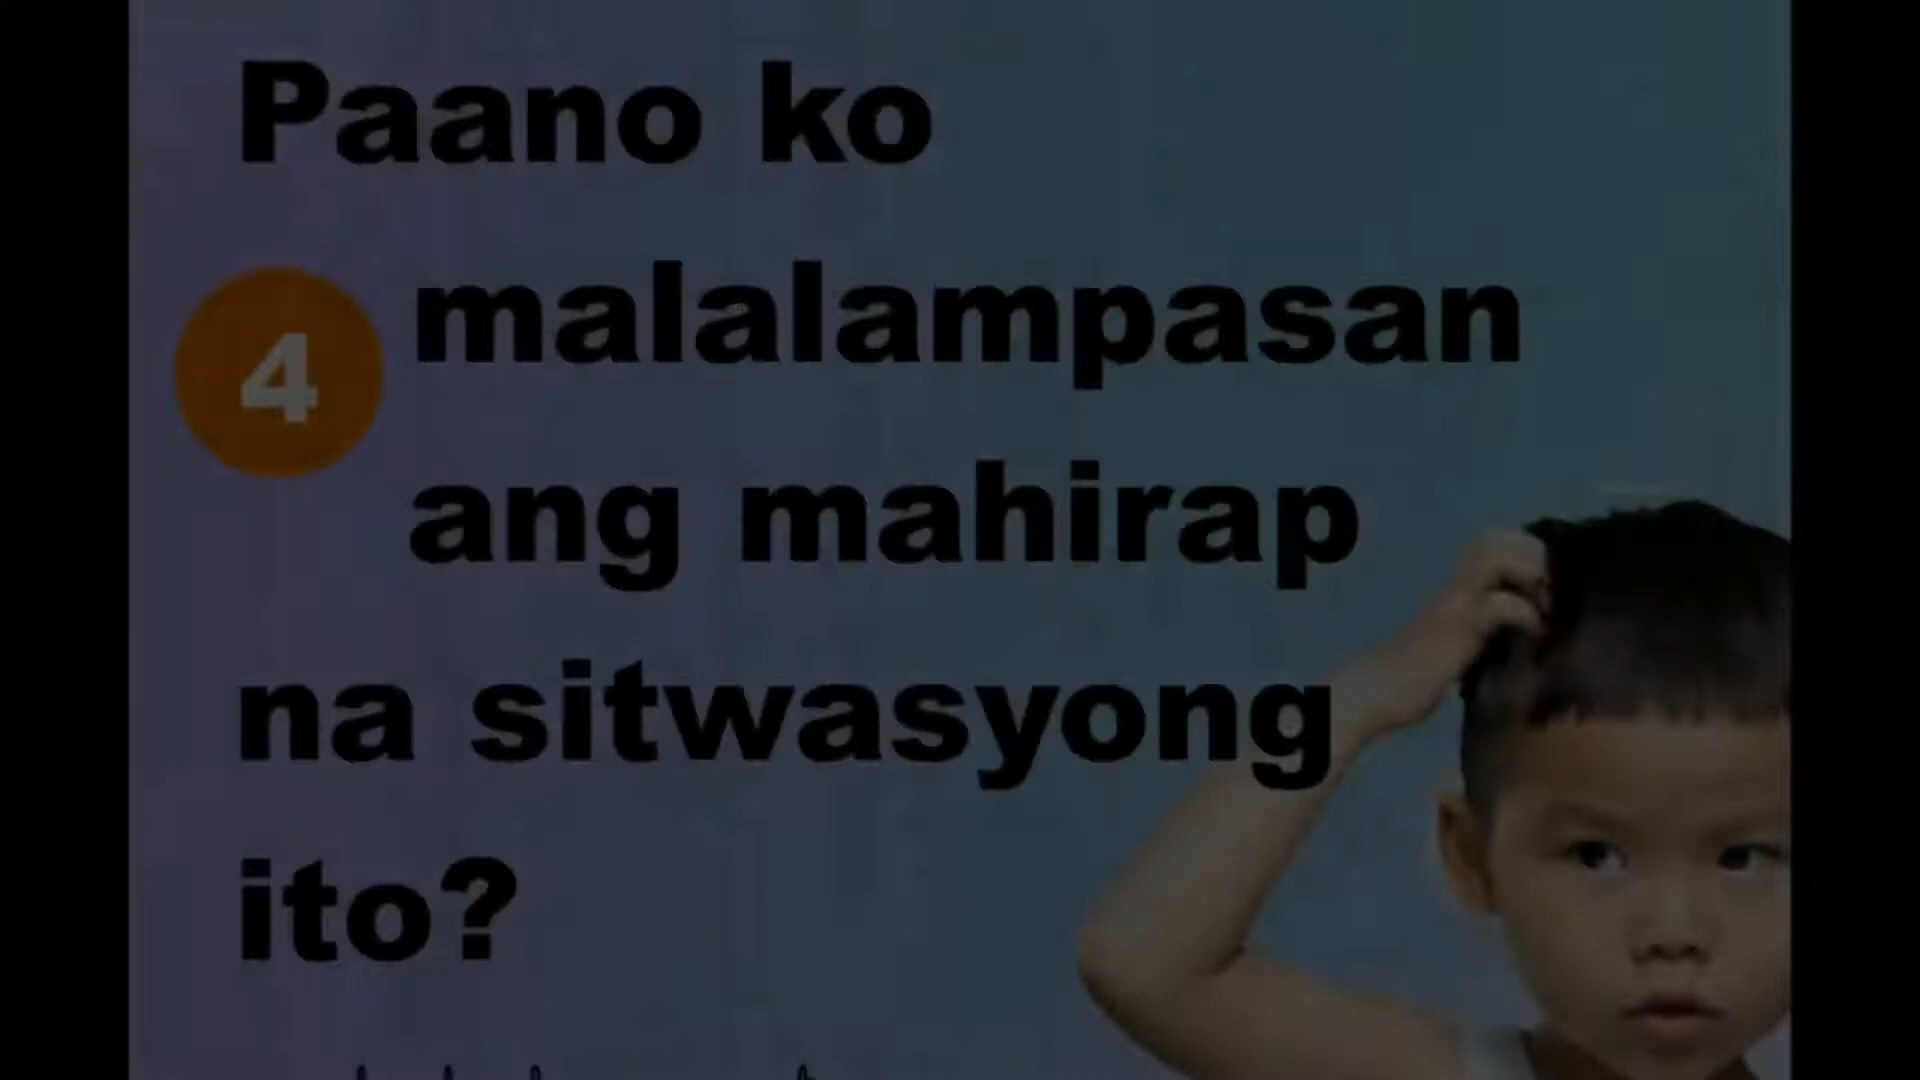 Paano ko
4 malalampasan
ang mahirap
na sitwasyong
ito?